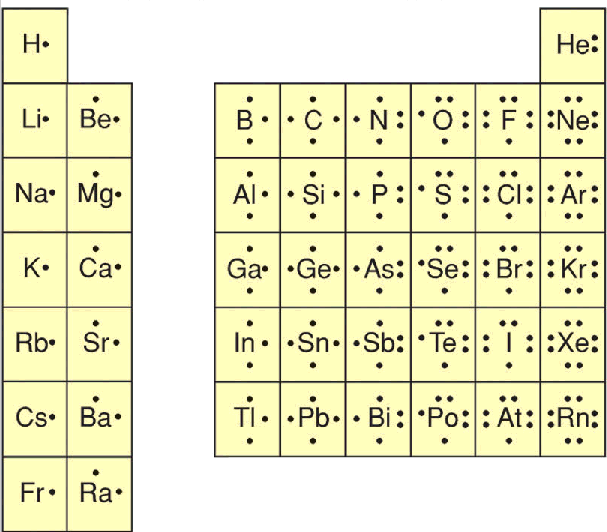 H He
Li Be B C N O F Ne
Na Mg Al Si P S Cl Ar
K Ca Ga Ge As Se Br Kr
Rb Sr In Sn Sb Te I Xe
Cs Ba Tl Pb Bi Po At Rn
Fr Ra